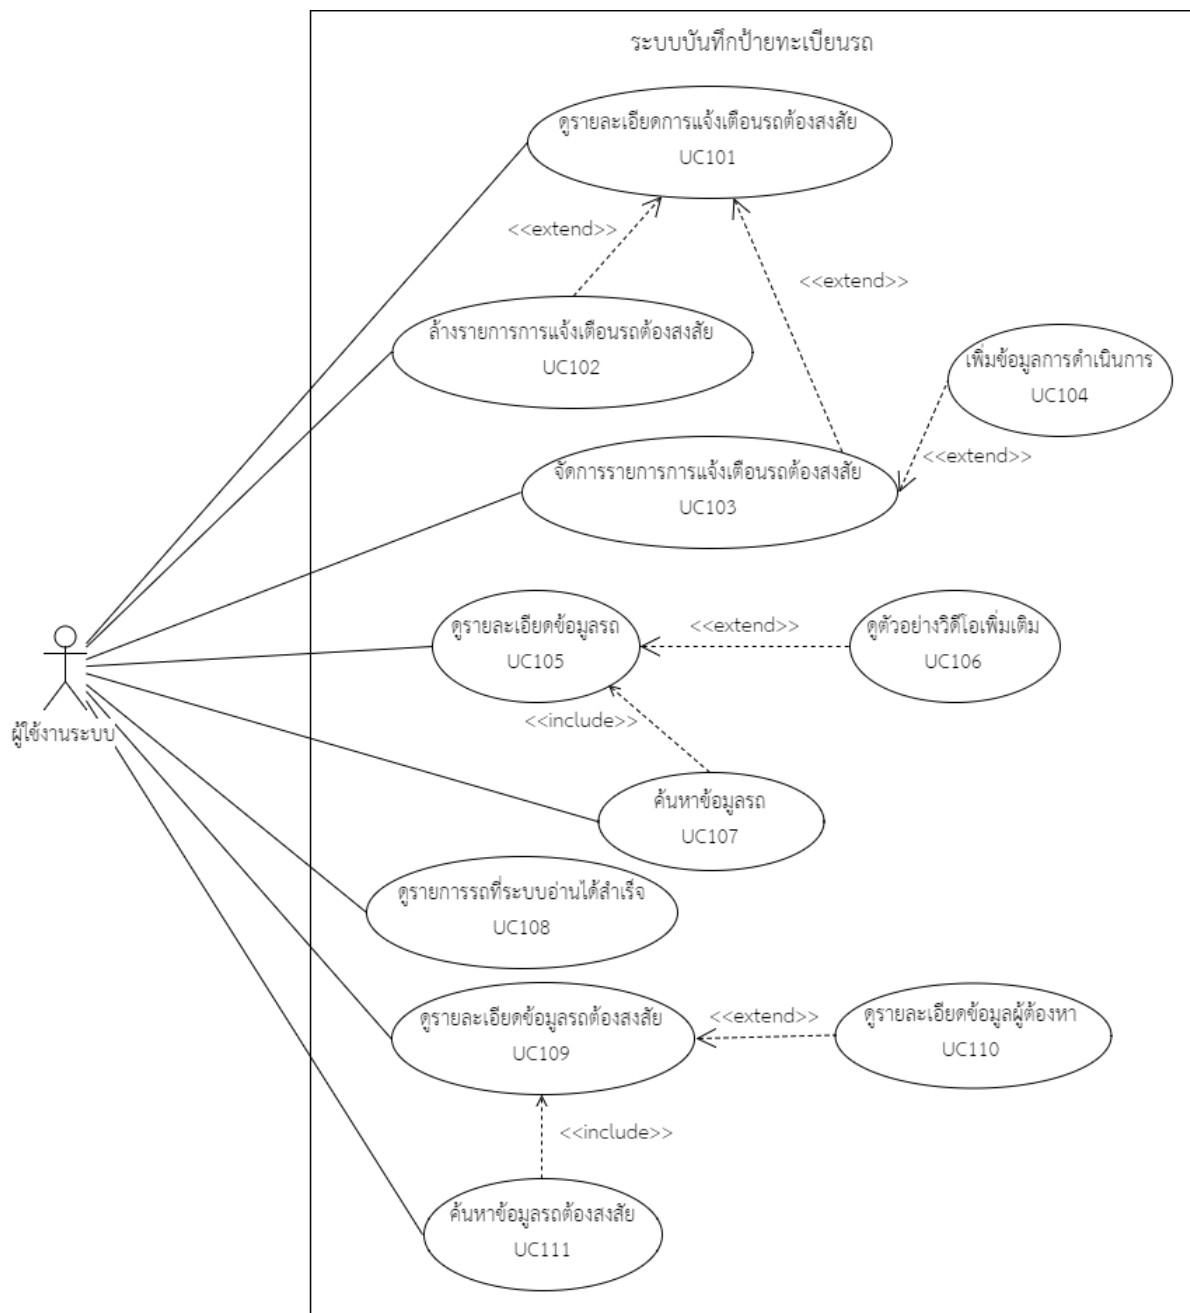 ระบบบันทึกป้ายทะเบียนรถ
ดูรายละเอียดการแจ้งเตือนรถต้องสงสัย
UC101
<<extend>>
<<extend>>
ล้างรายการการแจ้งเตือนรถต้องสงสัย
UC102
เพิ่มข้อมูลการดำเนินการ
UC104
<<extend>>
จัดการรายการการแจ้งเตือนรถต้องสงสัย
UC103
ดูรายละเอียดข้อมูลรถ
UC105
<<extend>>
ดูตัวอย่างวิดีโอเพิ่มเติม
UC106
<<include>>
ผู้ใช้งานระบบ
ค้นหาข้อมูลรถ
UC107
ดูรายการรถที่ระบบอ่านได้สำเร็จ
UC108
ดูรายละเอียดข้อมูลรถต้องสงสัย
UC109
<<extend>>
ดูรายละเอียดข้อมูลผู้ต้องหา
UC110
<<include>>
ค้นหาข้อมูลรถต้องสงสัย
UC111